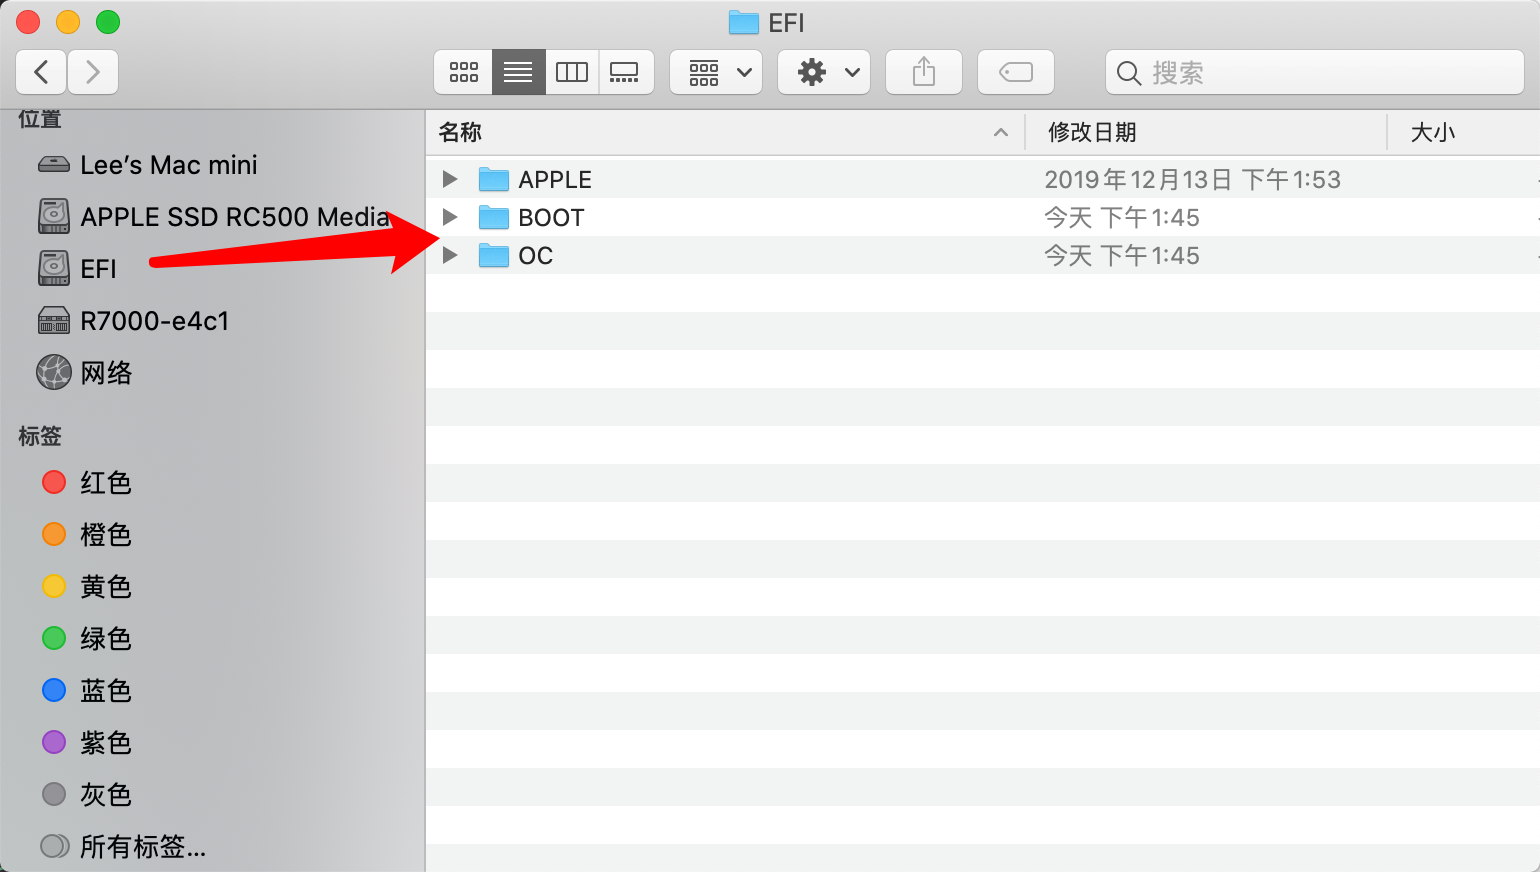 EFI
搜索
位置
Lee’s Mac mini
APPLE SSD RC500 Media
EFI
R7000-e4c1
网络
标签
红色
橙色
黄色
绿色
蓝色
紫色
灰色
所有标签...
名称 修改日期 大小
APPLE 2019年12月13日 下午1:53
BOOT 今天 下午1:45
OC 今天 下午1:45